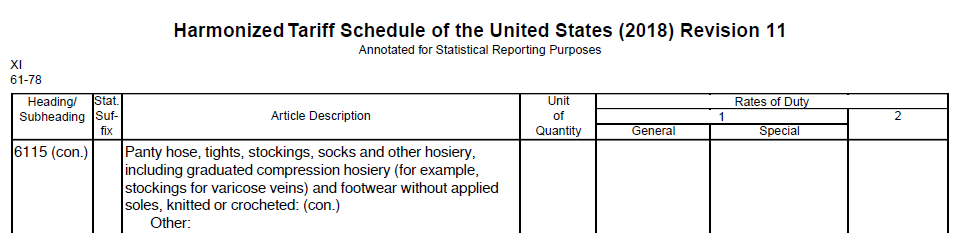 Harmonized Tariff Schedule of the United States (2018) Revision 11
Annotated for Statistical Reporting Purposes
XI
61-78
Heading/
Subheading
Stat.
Suf-
fix
Article Description
Unit
of
Quantity
Rates of Duty
1
2
General
Special
6115 (con.)
Panty hose, tights, stockings, socks and other hosiery,
including graduated compression hosiery (for example,
stockings for varicose veins) and footwear without applied
soles, knitted or crocheted: (con.)
Other: